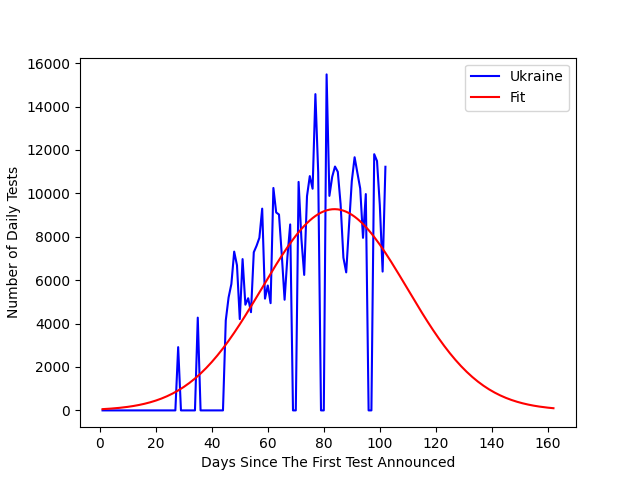 Ukraine
Fit
16000
14000
12000
10000
8000
6000
4000
2000
0
Number of Daily Tests
0 20 40 60 80 100 120 140 160
Days Since The First Test Announced